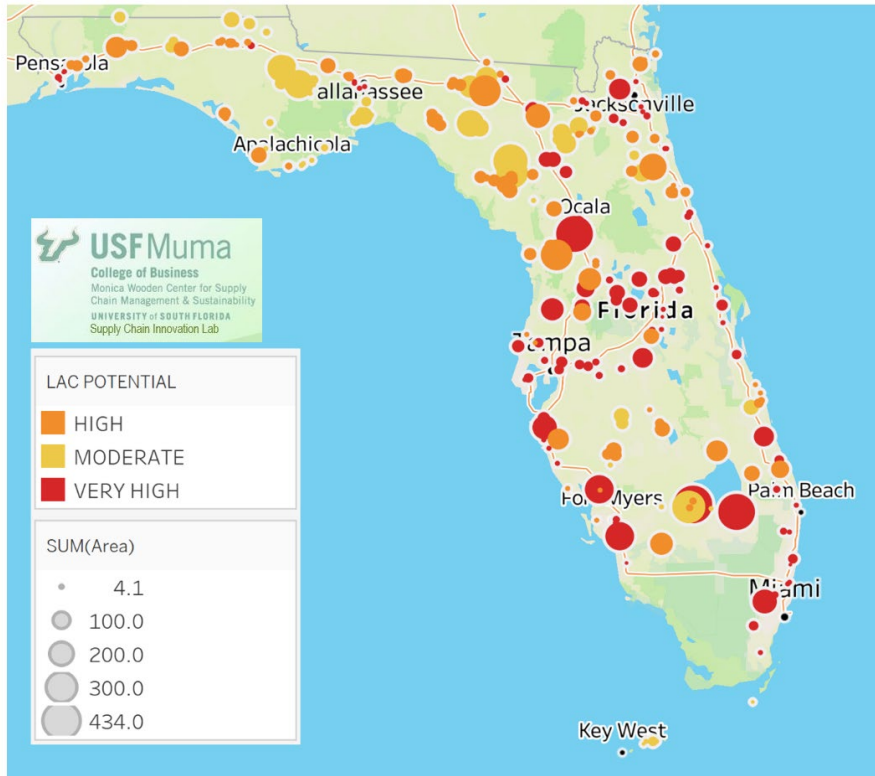 Pensacola
Tallahassee
Jacksonville
Apalachicola
Ocala
USF Muma
College of Business
Monica Wooden Center for Supply
Chain Management & Sustainability
UNIVERSITY of SOUTH FLORIDA
Supply Chain Innovation Lab
Florida
Tampa
LAC POTENTIAL
HIGH
MODERATE
VERY HIGH
Fort Myers
Palm Beach
SUM(Area)
4.1
100.0
200.0
300.0
434.0
Miami
Key West